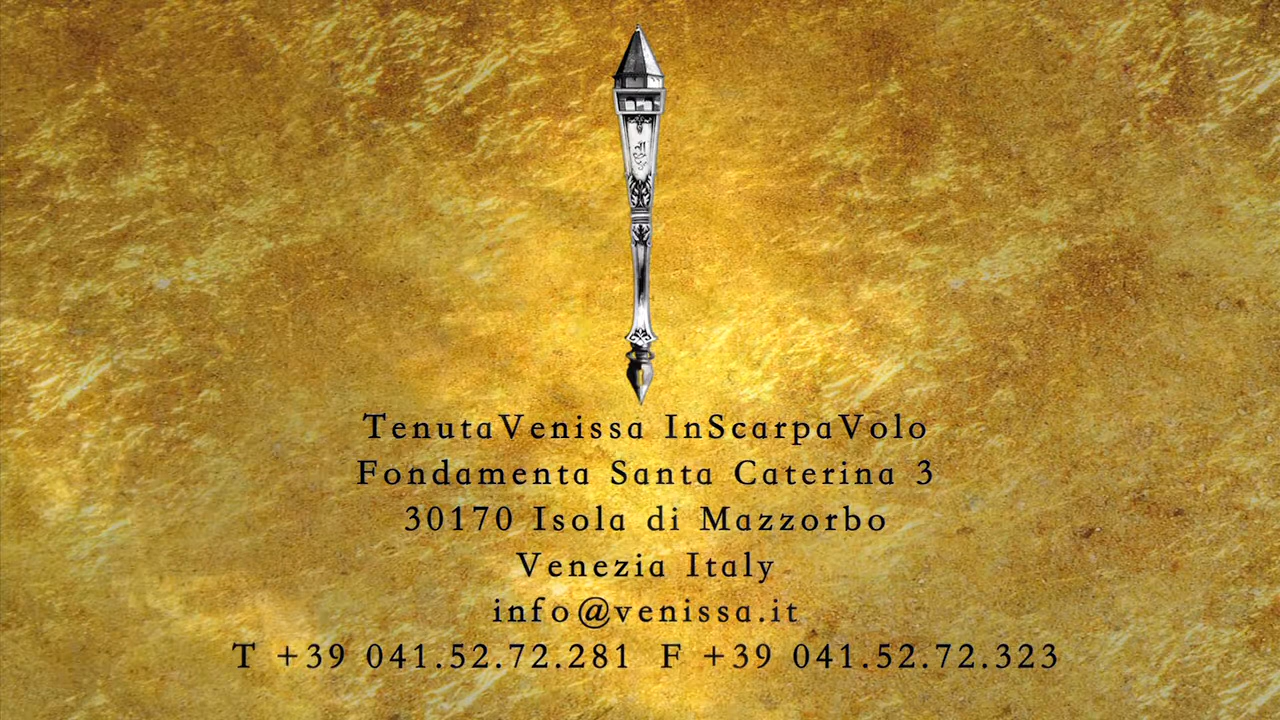 TenutaVenissa InScarpaVolo
Fondamenta Santa Caterina 3
30170 Isola di Mazzorbo
Venezia Italy
info@venissa.it
T +39 041.52.72.281 F +39 041.52.72.323